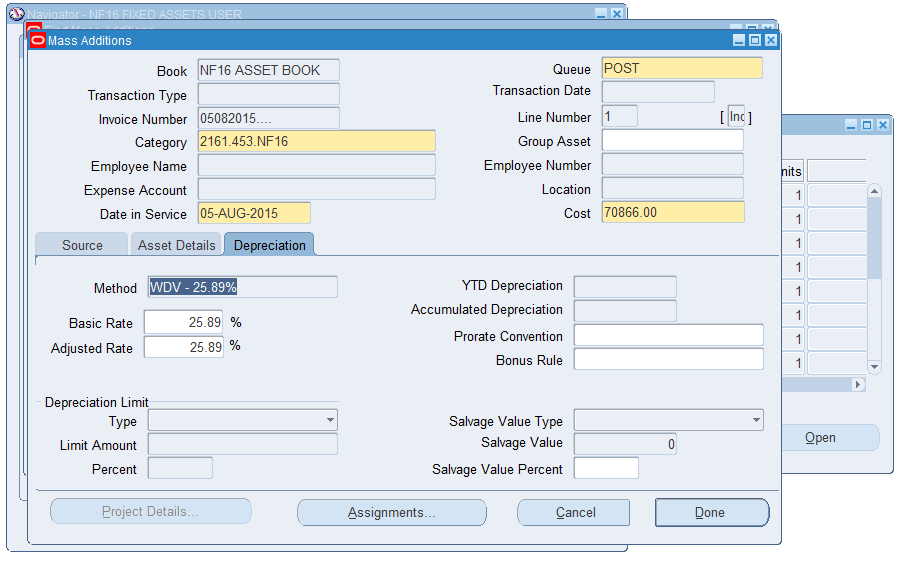 Navigator - NF16 FIXED ASSETS USER
Mass Additions
Book NF16 ASSET BOOK
Queue POST
Transaction Type
Transaction Date
Invoice Number 05082015....
Line Number 1 [ Inc ]
Category 2161.453.NF16
Group Asset
Employee Name
Employee Number
Expense Account
Location
Date in Service 05-AUG-2015
Cost 70866.00
Source Asset Details Depreciation
Method WDV - 25.89%
YTD Depreciation
Accumulated Depreciation
Basic Rate 25.89 %
Prorate Convention
Adjusted Rate 25.89 %
Bonus Rule
Depreciation Limit
Type
Salvage Value Type
Limit Amount
Salvage Value 0
Percent
Salvage Value Percent
Project Details...
Assignments...
Cancel
Done
nits
1
1
1
1
1
1
1
1
Open